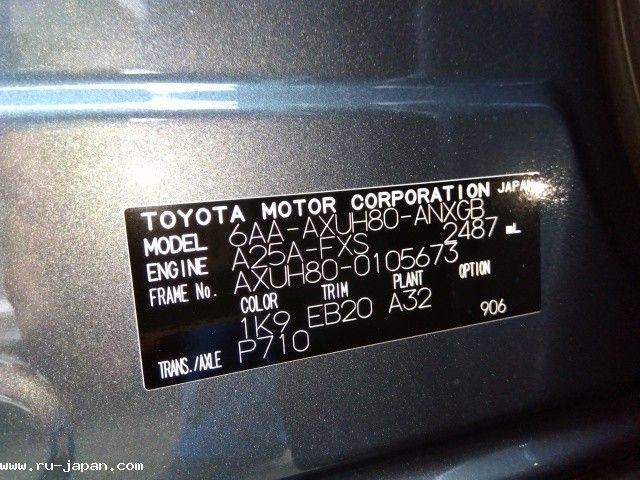 TOYOTA MOTOR CORPORATION JAPAN
MODEL 6AA-AXUH80-ANXGB
ENGINE A25A-FXS 2487 mL
FRAME No. AXUH80-0105673
COLOR TRIM PLANT OPTION
1K9 EB20 A32 906
TRANS./AXLE P710
www.ru-japan.com